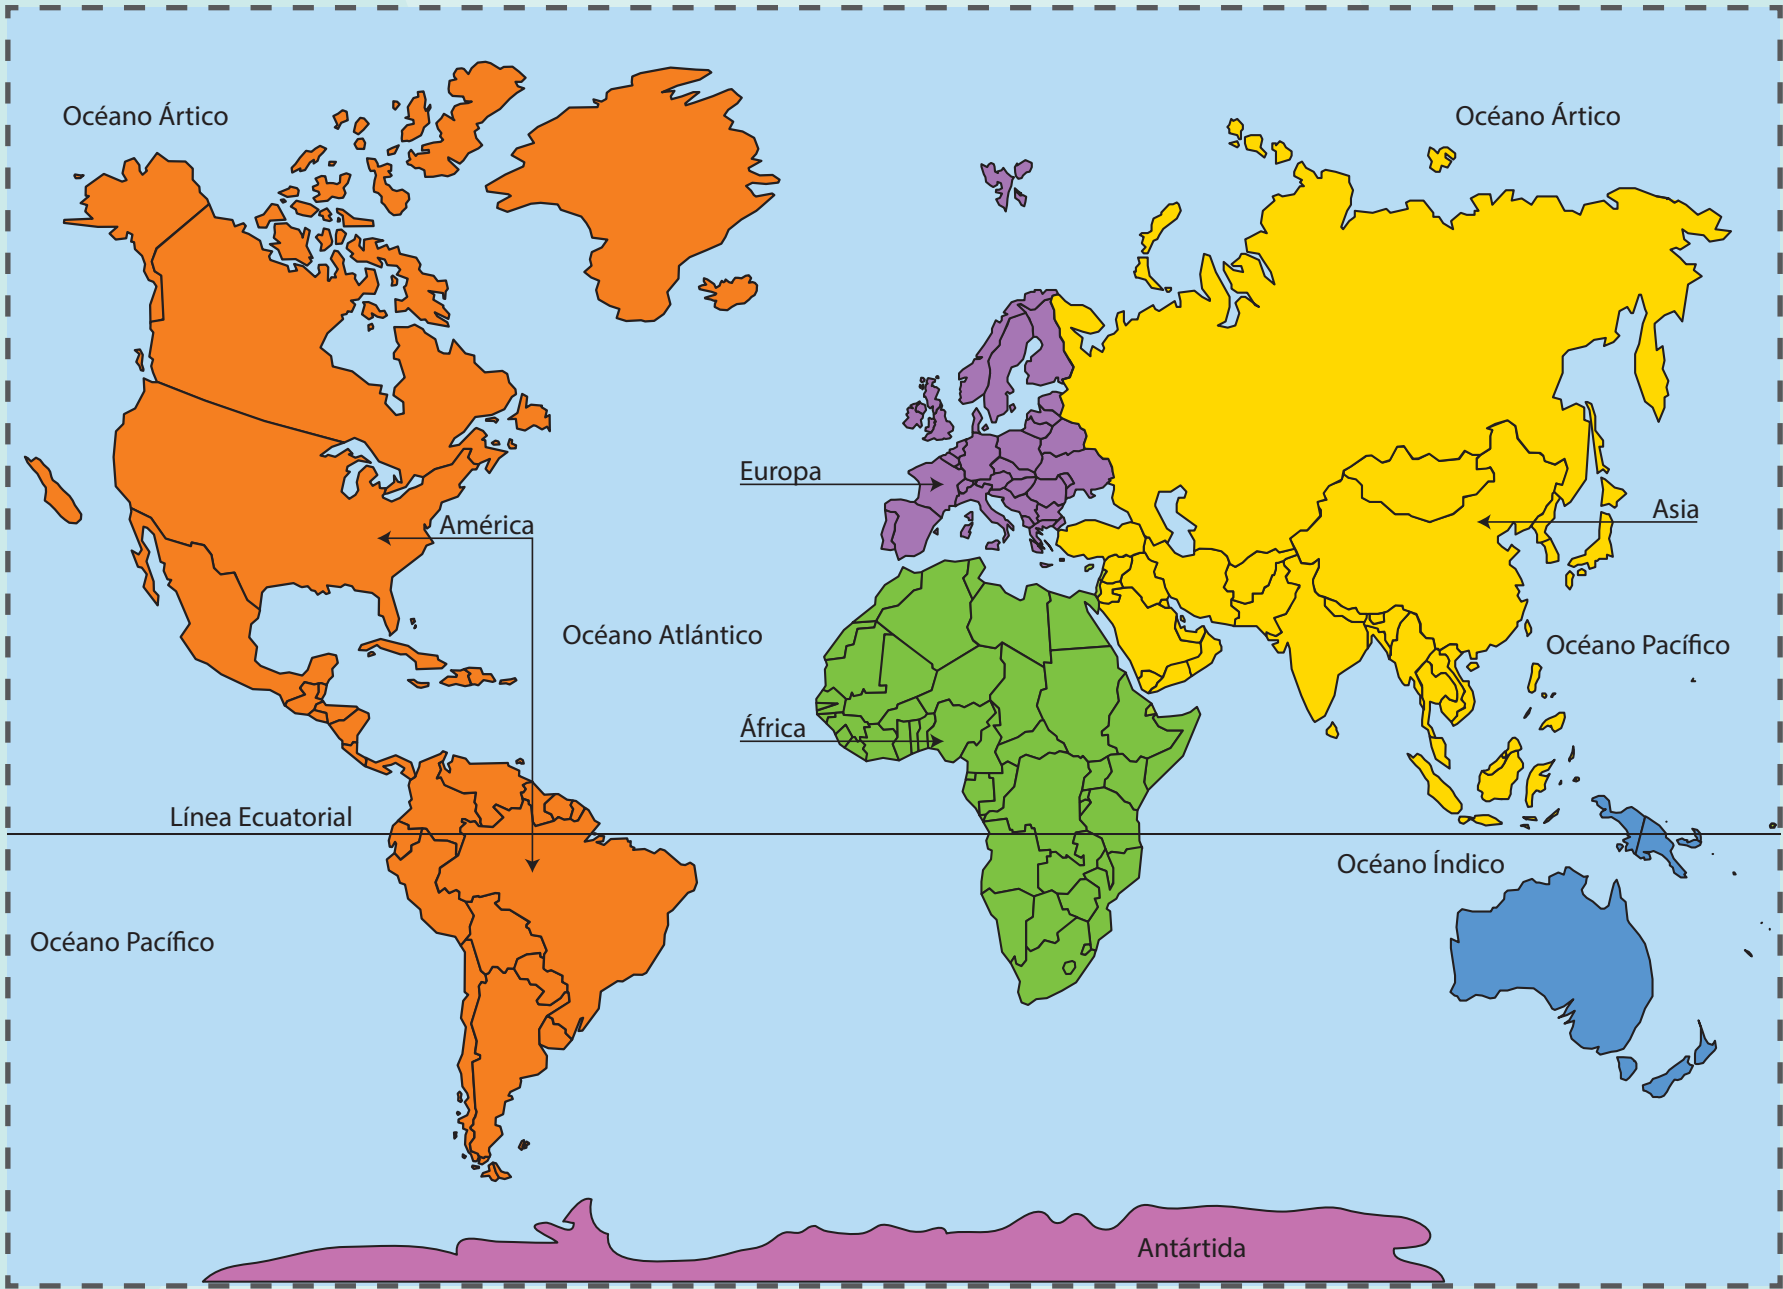 Océano Ártico
Océano Ártico
Europa
Asia
América
Océano Atlántico
Océano Pacífico
África
Línea Ecuatorial
Océano Índico
Océano Pacífico
Antártida